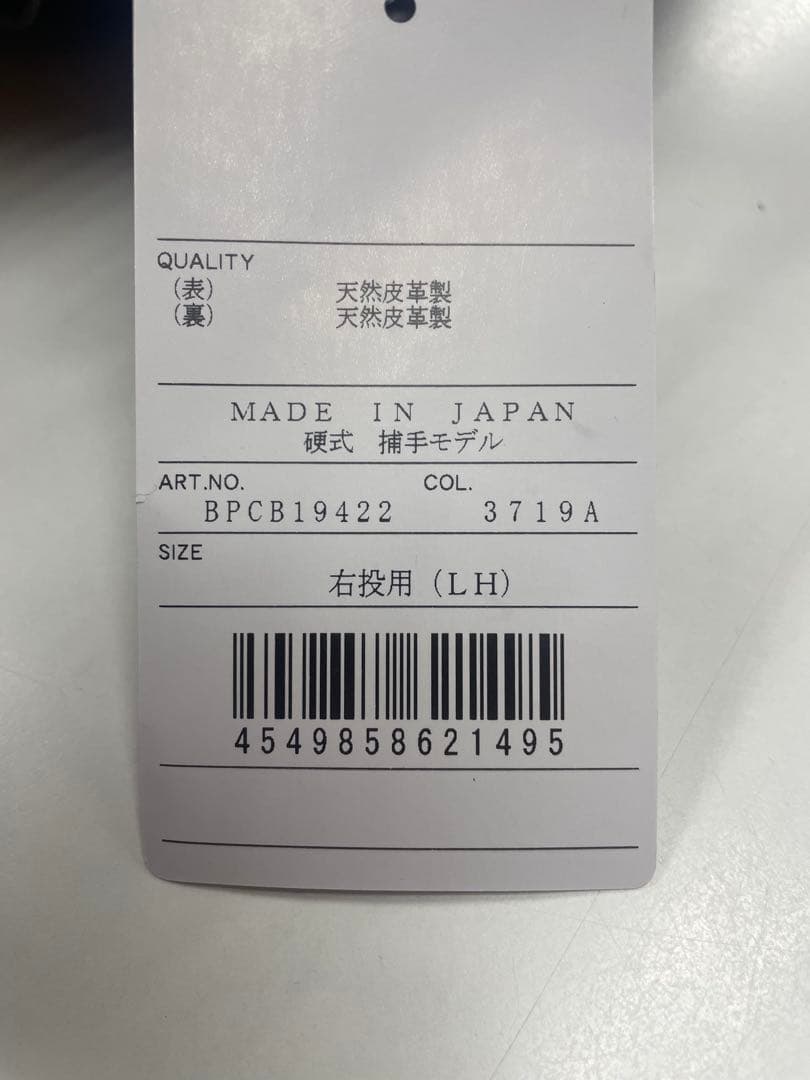 QUALITY
(表) 天然皮革製
(裏) 天然皮革製
MADE IN JAPAN
硬式 捕手モデル
ART.NO. COL.
BPCB19422 3719A
SIZE
右投用(LH)
4549858621495